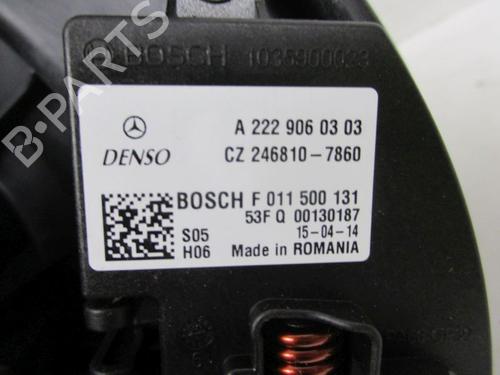 BOSCH 1035900023
A 222 906 03 03
DENSO CZ 246810-7860
BOSCH F 011 500 131
53F Q 00130187
S05 15-04-14
H06 Made in ROMANIA